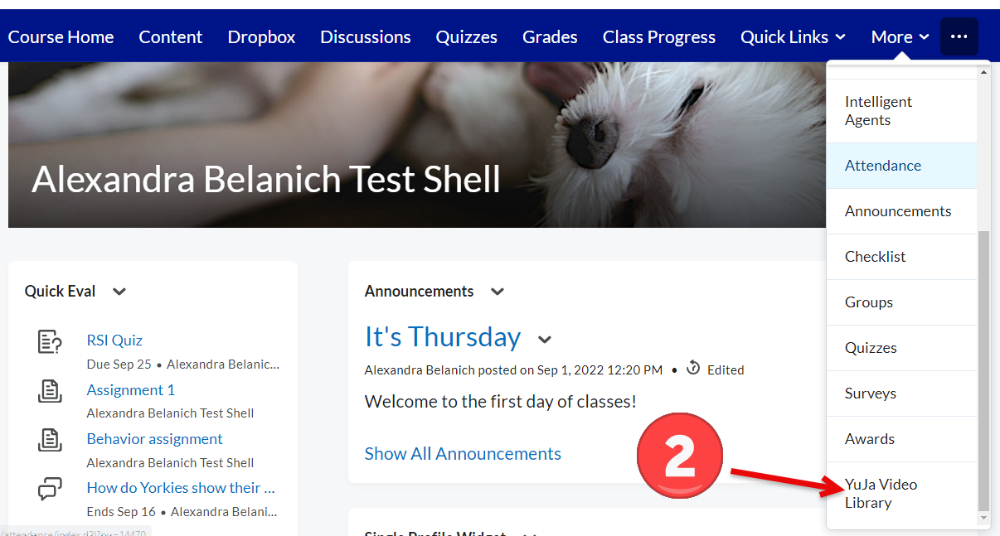 Course Home Content Dropbox Discussions Quizzes Grades Class Progress Quick Links More ...
Alexandra Belanich Test Shell
Quick Eval
RSI Quiz
Due Sep 25 • Alexandra Belanic...
Assignment 1
Alexandra Belanich Test Shell
Behavior assignment
Alexandra Belanich Test Shell
How do Yorkies show their ...
Ends Sep 16 • Alexandra Belani...
Announcements
It's Thursday
Alexandra Belanich posted on Sep 1, 2022 12:20 PM • Edited
Welcome to the first day of classes!
Show All Announcements
2
Intelligent
Agents
Attendance
Announcements
Checklist
Groups
Quizzes
Surveys
Awards
YuJa Video
Library
Single Profile Widget